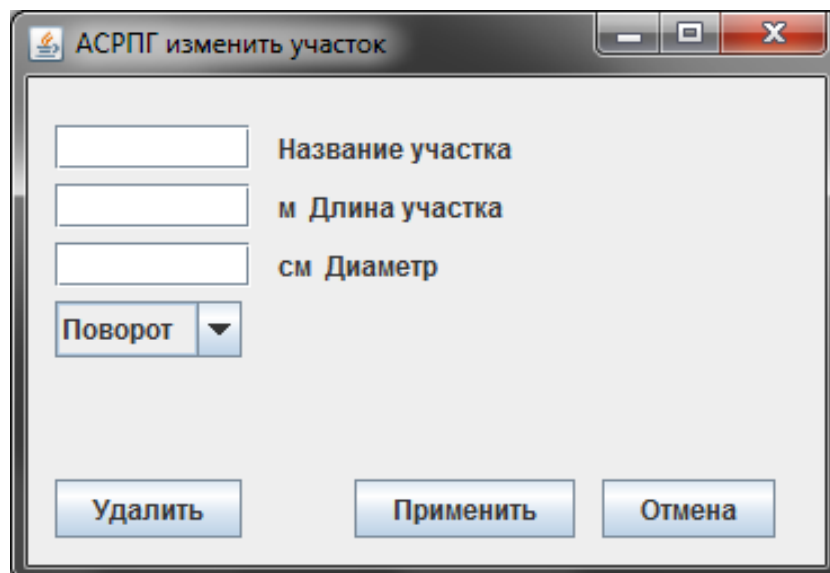 АСРПГ изменить участок
Название участка
м Длина участка
см Диаметр
Поворот
Удалить Применить Отмена